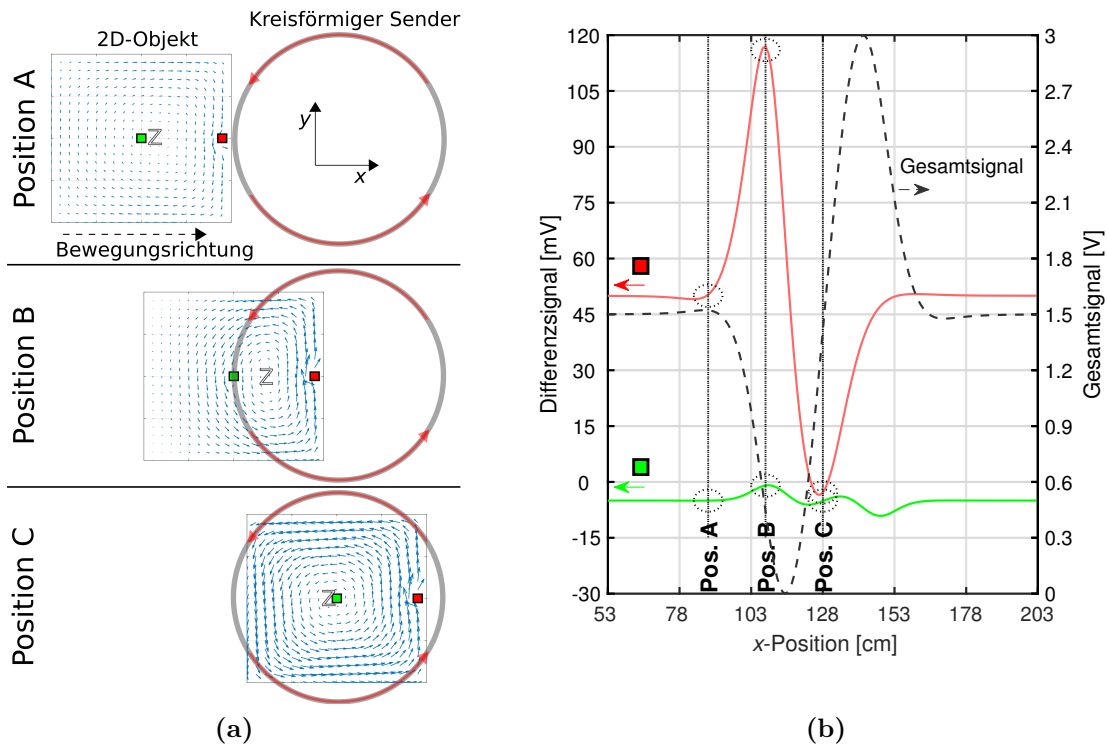 Kreisförmiger Sender
2D-Objekt
Position A
Z
y
x
Bewegungsrichtung
Position B
Z
Position C
Z
(a)
120
105
90
75
60
45
30
15
0
-15
-30
Differenzsignal [mV]
3
2.7
2.4
2.1
1.8
1.5
1.2
0.9
0.6
0.3
0
Gesamtsignal [V]
Gesamtsignal
Pos. A
Pos. B
Pos. C
53 78 103 128 153 178 203
x-Position [cm]
(b)